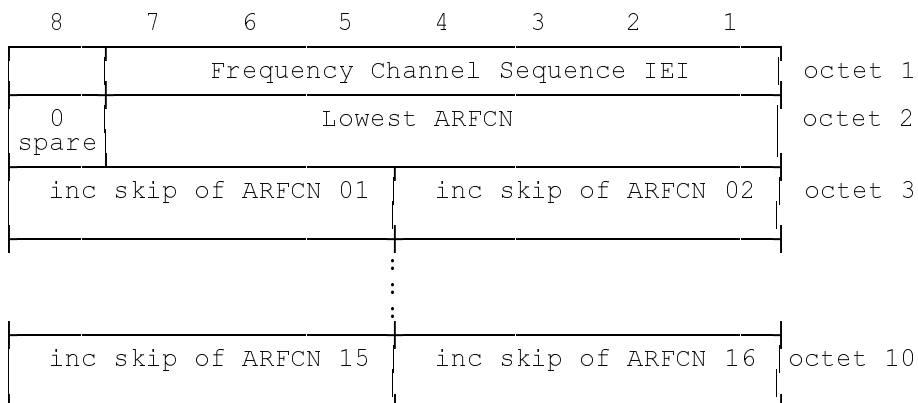 8 7 6 5 4 3 2 1
Frequency Channel Sequence IEI octet 1
0 Lowest ARFCN octet 2
spare
inc skip of ARFCN 01 inc skip of ARFCN 02 octet 3
inc skip of ARFCN 15 inc skip of ARFCN 16 octet 10